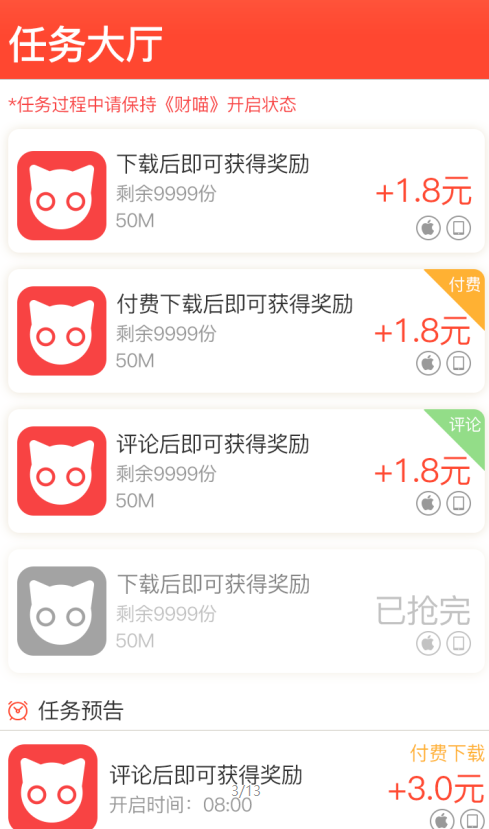 任务大厅
*任务过程中请保持《财喵》开启状态
下载后即可获得奖励
剩余9999份
+1.8元
50M
付费
付费下载后即可获得奖励
剩余9999份
+1.8元
50M
评论
评论后即可获得奖励
剩余9999份
+1.8元
50M
下载后即可获得奖励
剩余9999份
已抢完
50M
任务预告
付费下载
评论后即可获得奖励
+3.0元
3/13
开启时间：08:00